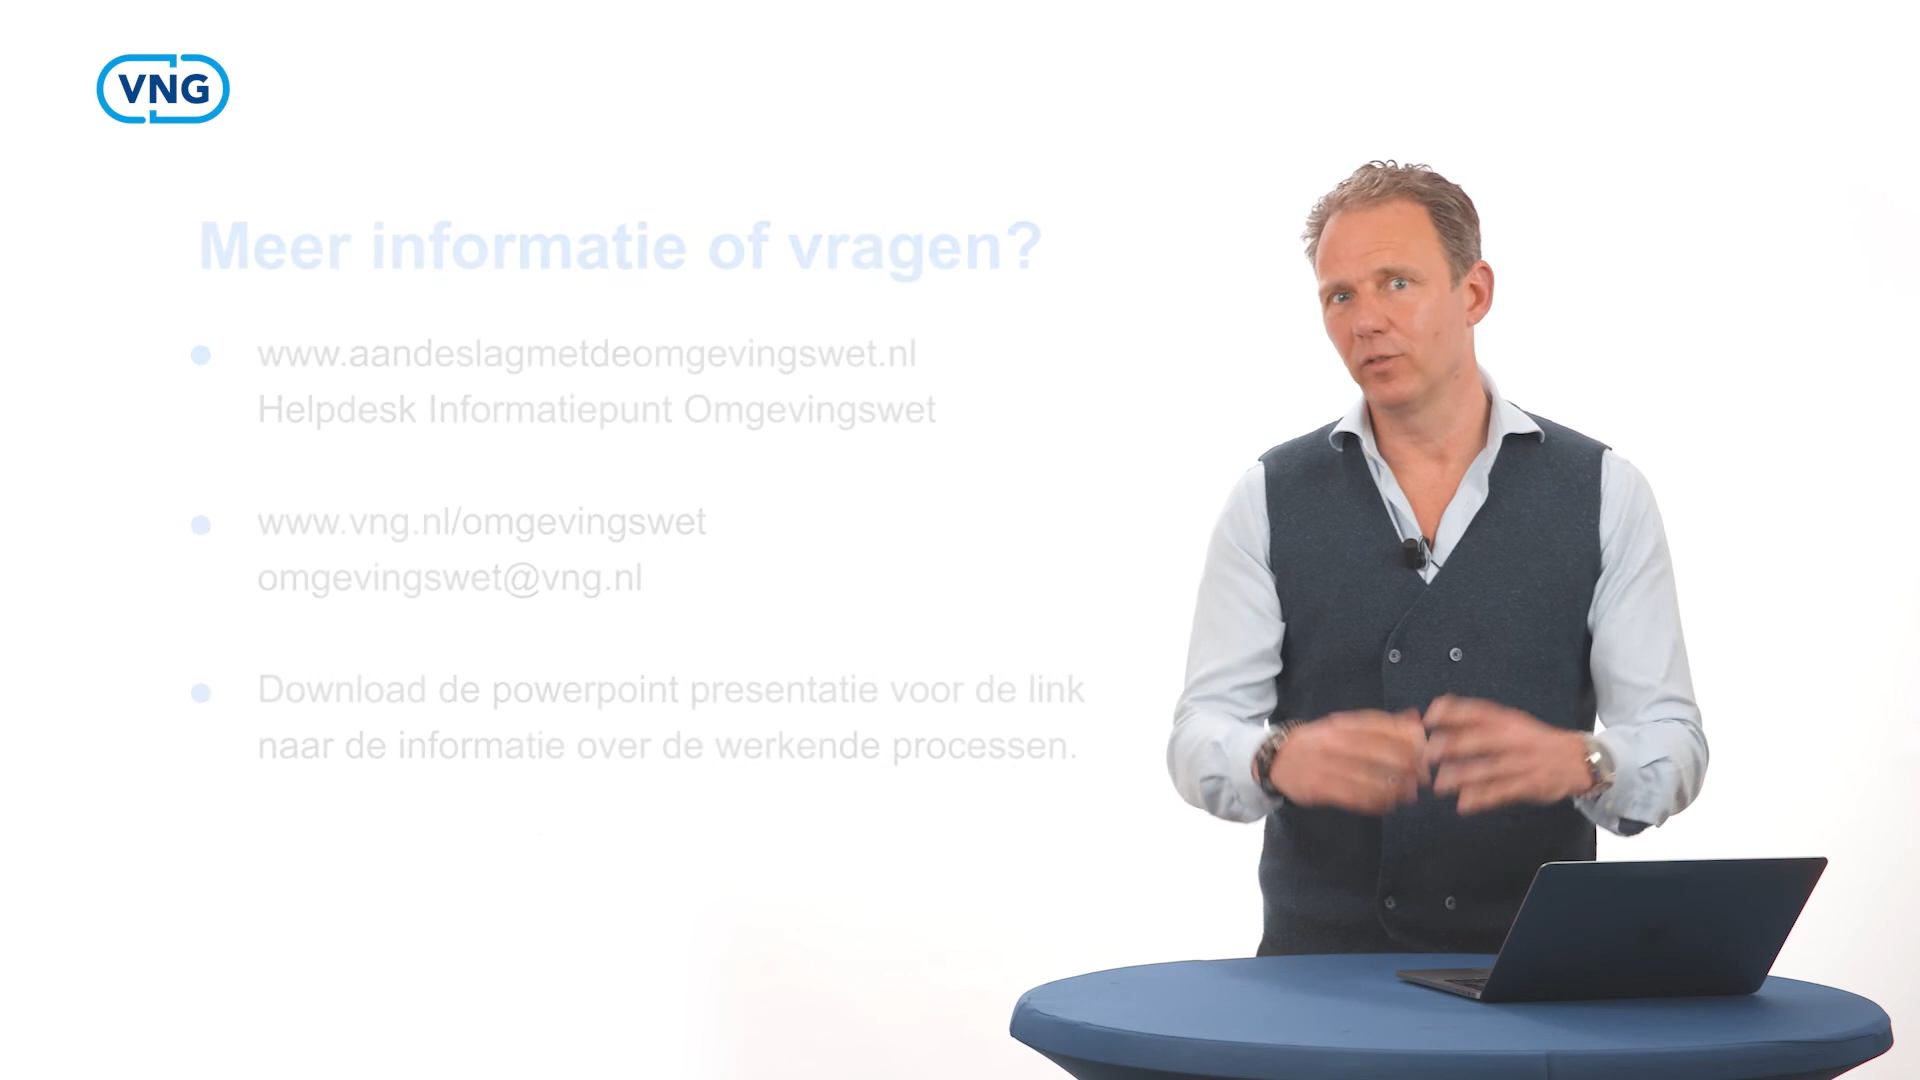 VNG
Meer informatie of vragen?
www.aandeslagmetdeomgevingswet.nl
Helpdesk Informatiepunt Omgevingswet
www.vng.nl/omgevingswet
omgevingswet@vng.nl
Download de powerpoint presentatie voor de link
naar de informatie over de werkende processen.